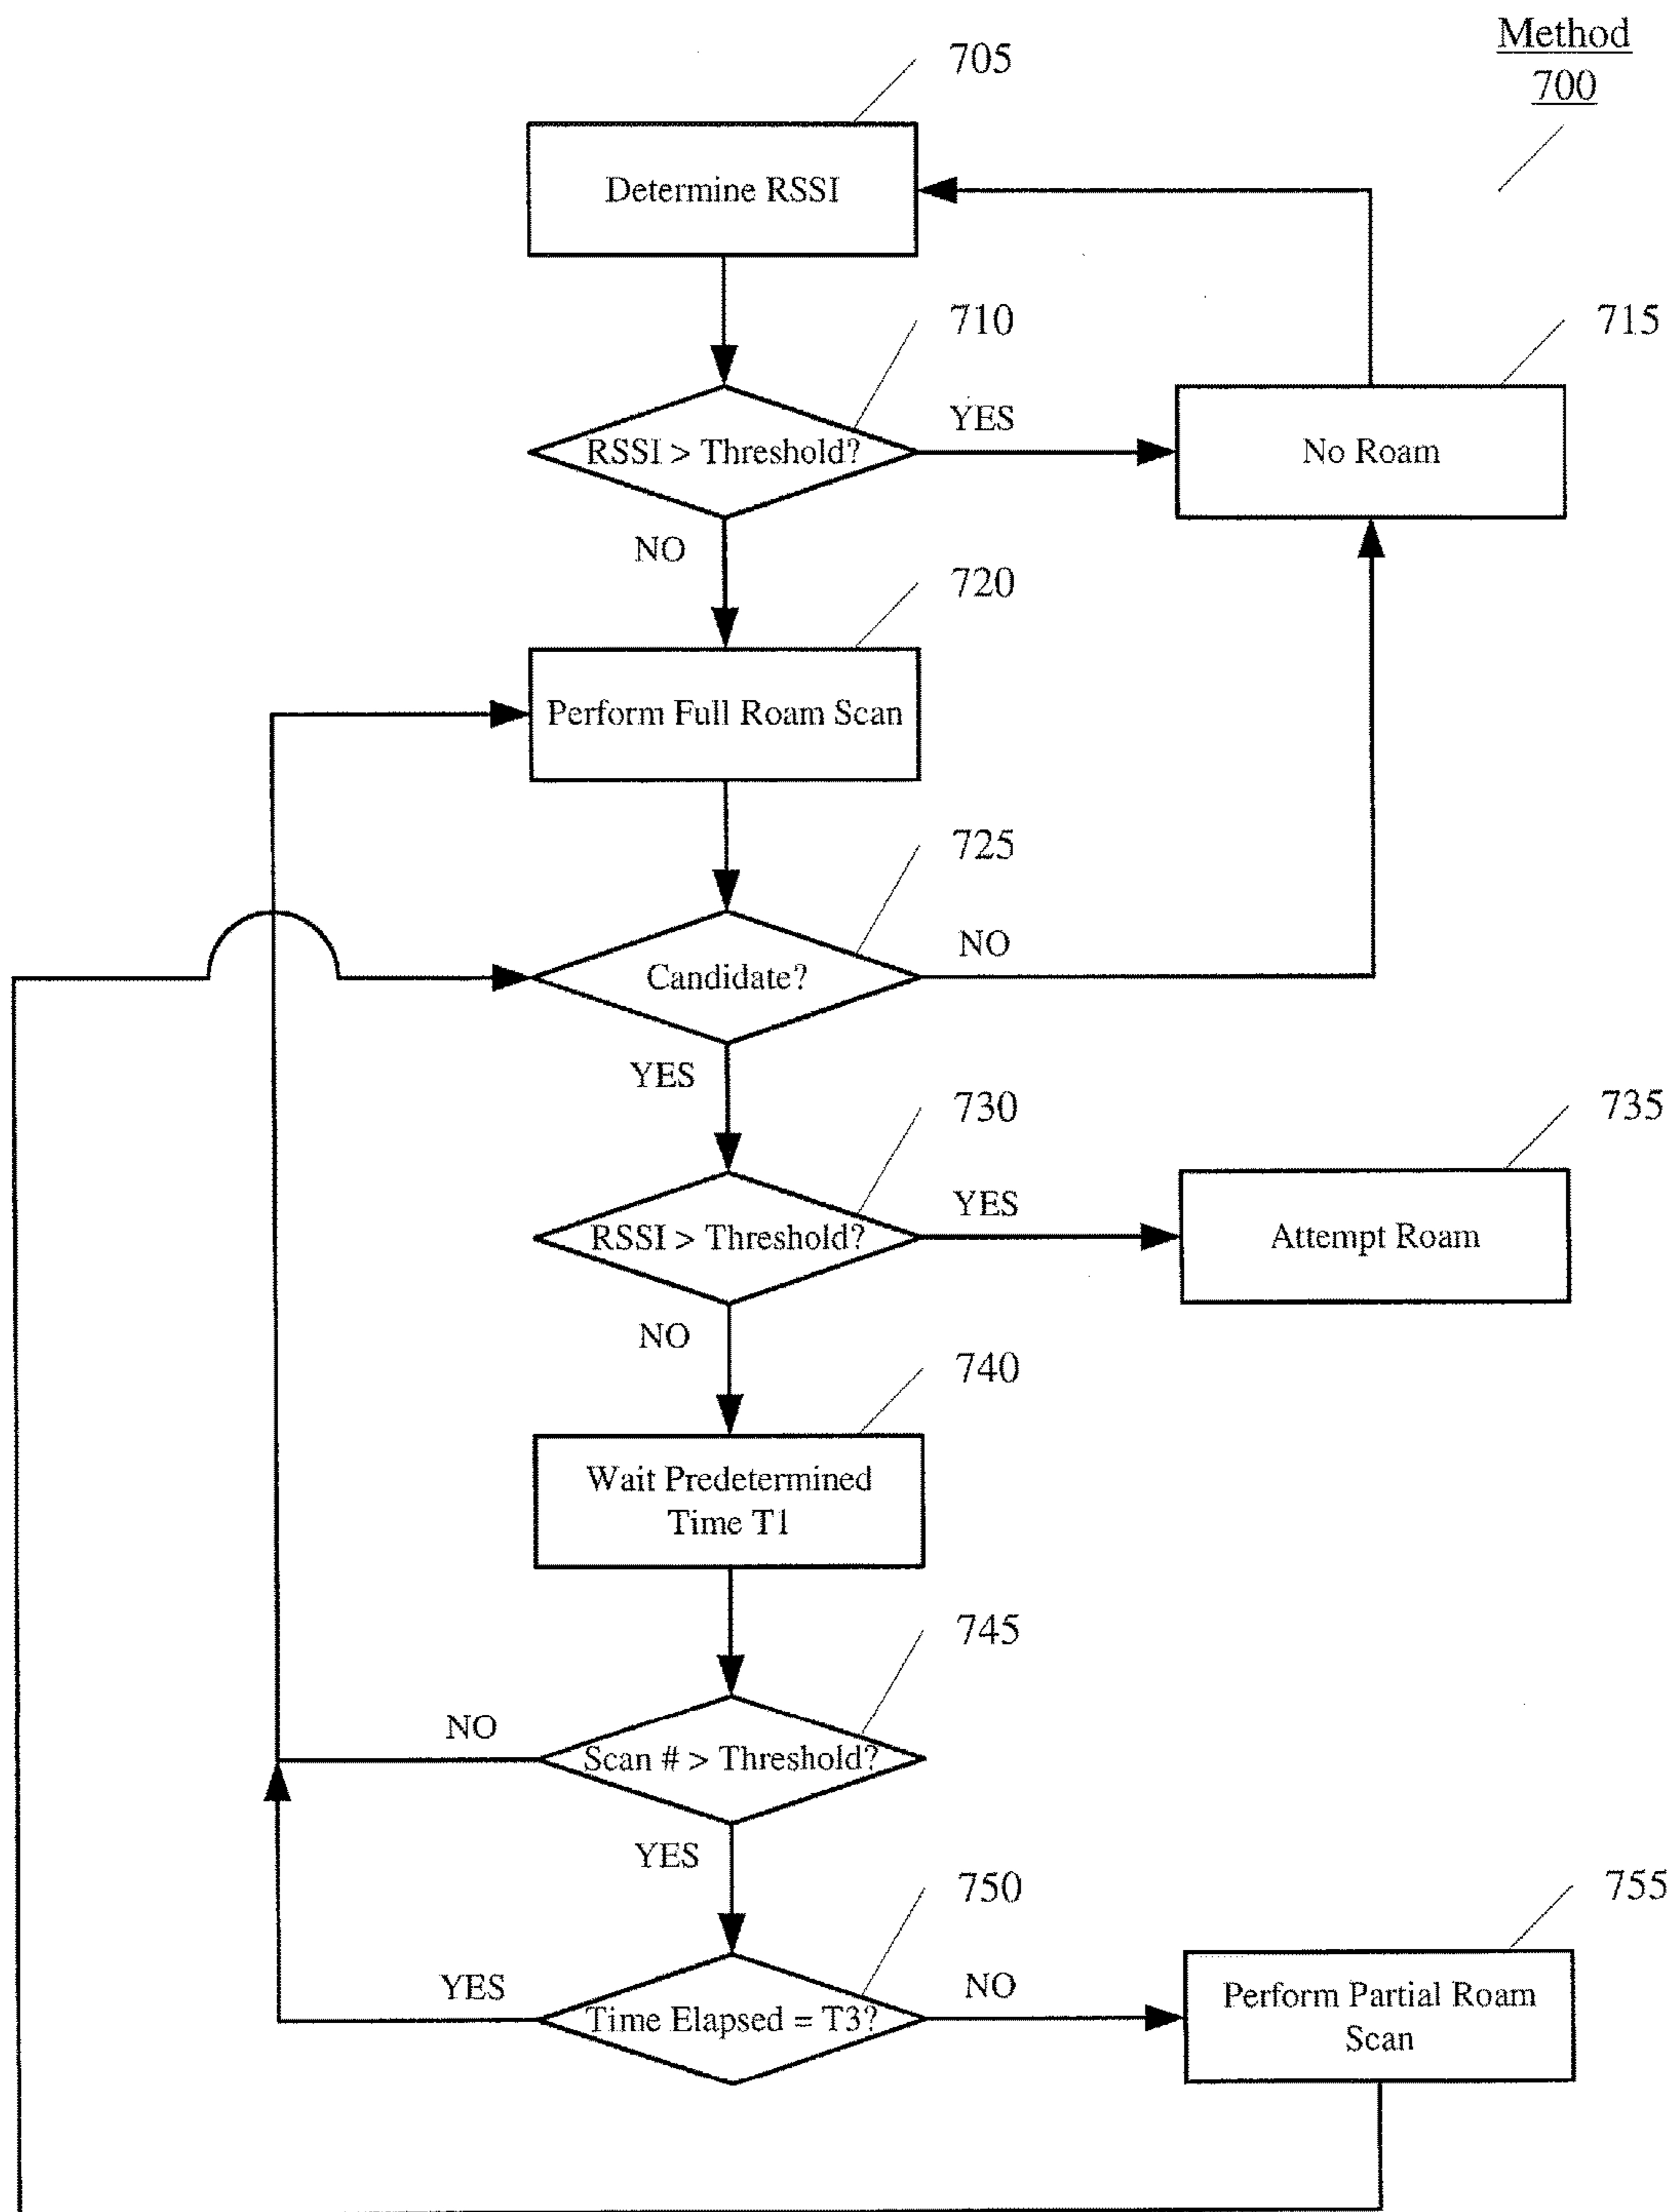 Method
700
705
Determine RSSI
710
715
RSSI > Threshold?
YES
No Roam
NO
720
Perform Full Roam Scan
725
Candidate?
NO
YES
730
735
RSSI > Threshold?
YES
Attempt Roam
NO
740
Wait Predetermined
Time T1
745
NO
Scan # > Threshold?
YES
750
755
YES
Time Elapsed = T3?
NO
Perform Partial Roam
Scan